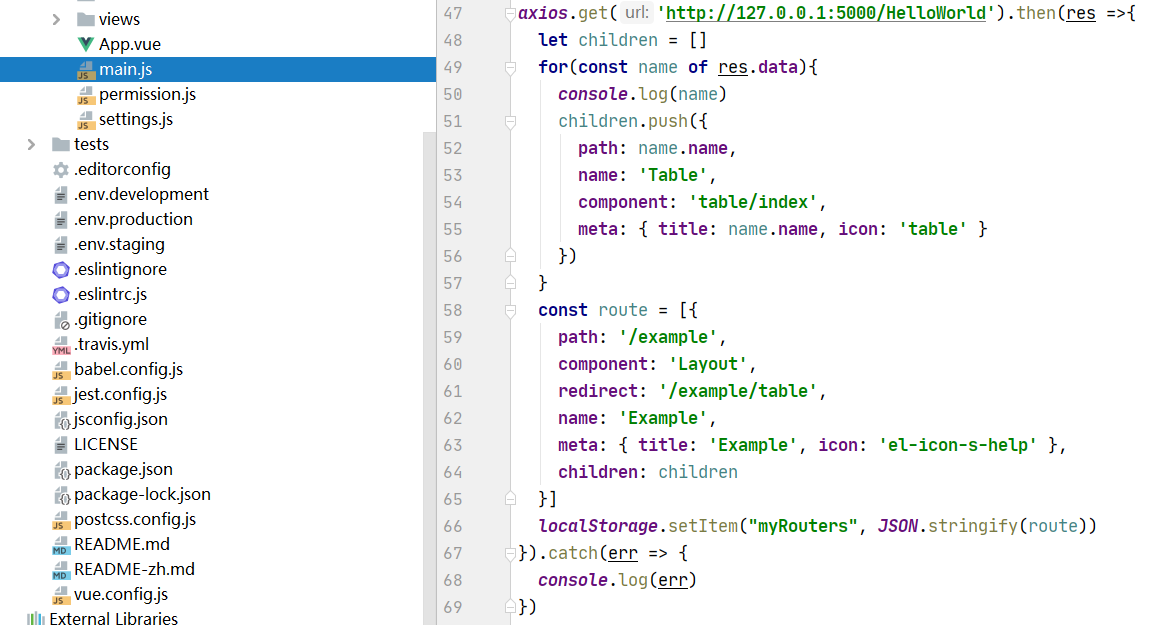 views
App.vue
main.js
permission.js
settings.js
tests
.editorconfig
.env.development
.env.production
.env.staging
.eslintignore
.eslintrc.js
.gitignore
.travis.yml
babel.config.js
jest.config.js
jsconfig.json
LICENSE
package.json
package-lock.json
postcss.config.js
README.md
README-zh.md
vue.config.js
External Libraries
47 axios.get( url: 'http://127.0.0.1:5000/HelloWorld').then(res =>{
48 let children = []
49 for(const name of res.data){
50 console.log(name)
51 children.push({
52 path: name.name,
53 name: 'Table',
54 component: 'table/index',
55 meta: { title: name.name, icon: 'table' }
56 })
57 }
58 const route = [{
59 path: '/example',
60 component: 'Layout',
61 redirect: '/example/table',
62 name: 'Example',
63 meta: { title: 'Example', icon: 'el-icon-s-help' },
64 children: children
65 }]
66 localStorage.setItem("myRouters", JSON.stringify(route))
67 }).catch(err => {
68 console.log(err)
69 })